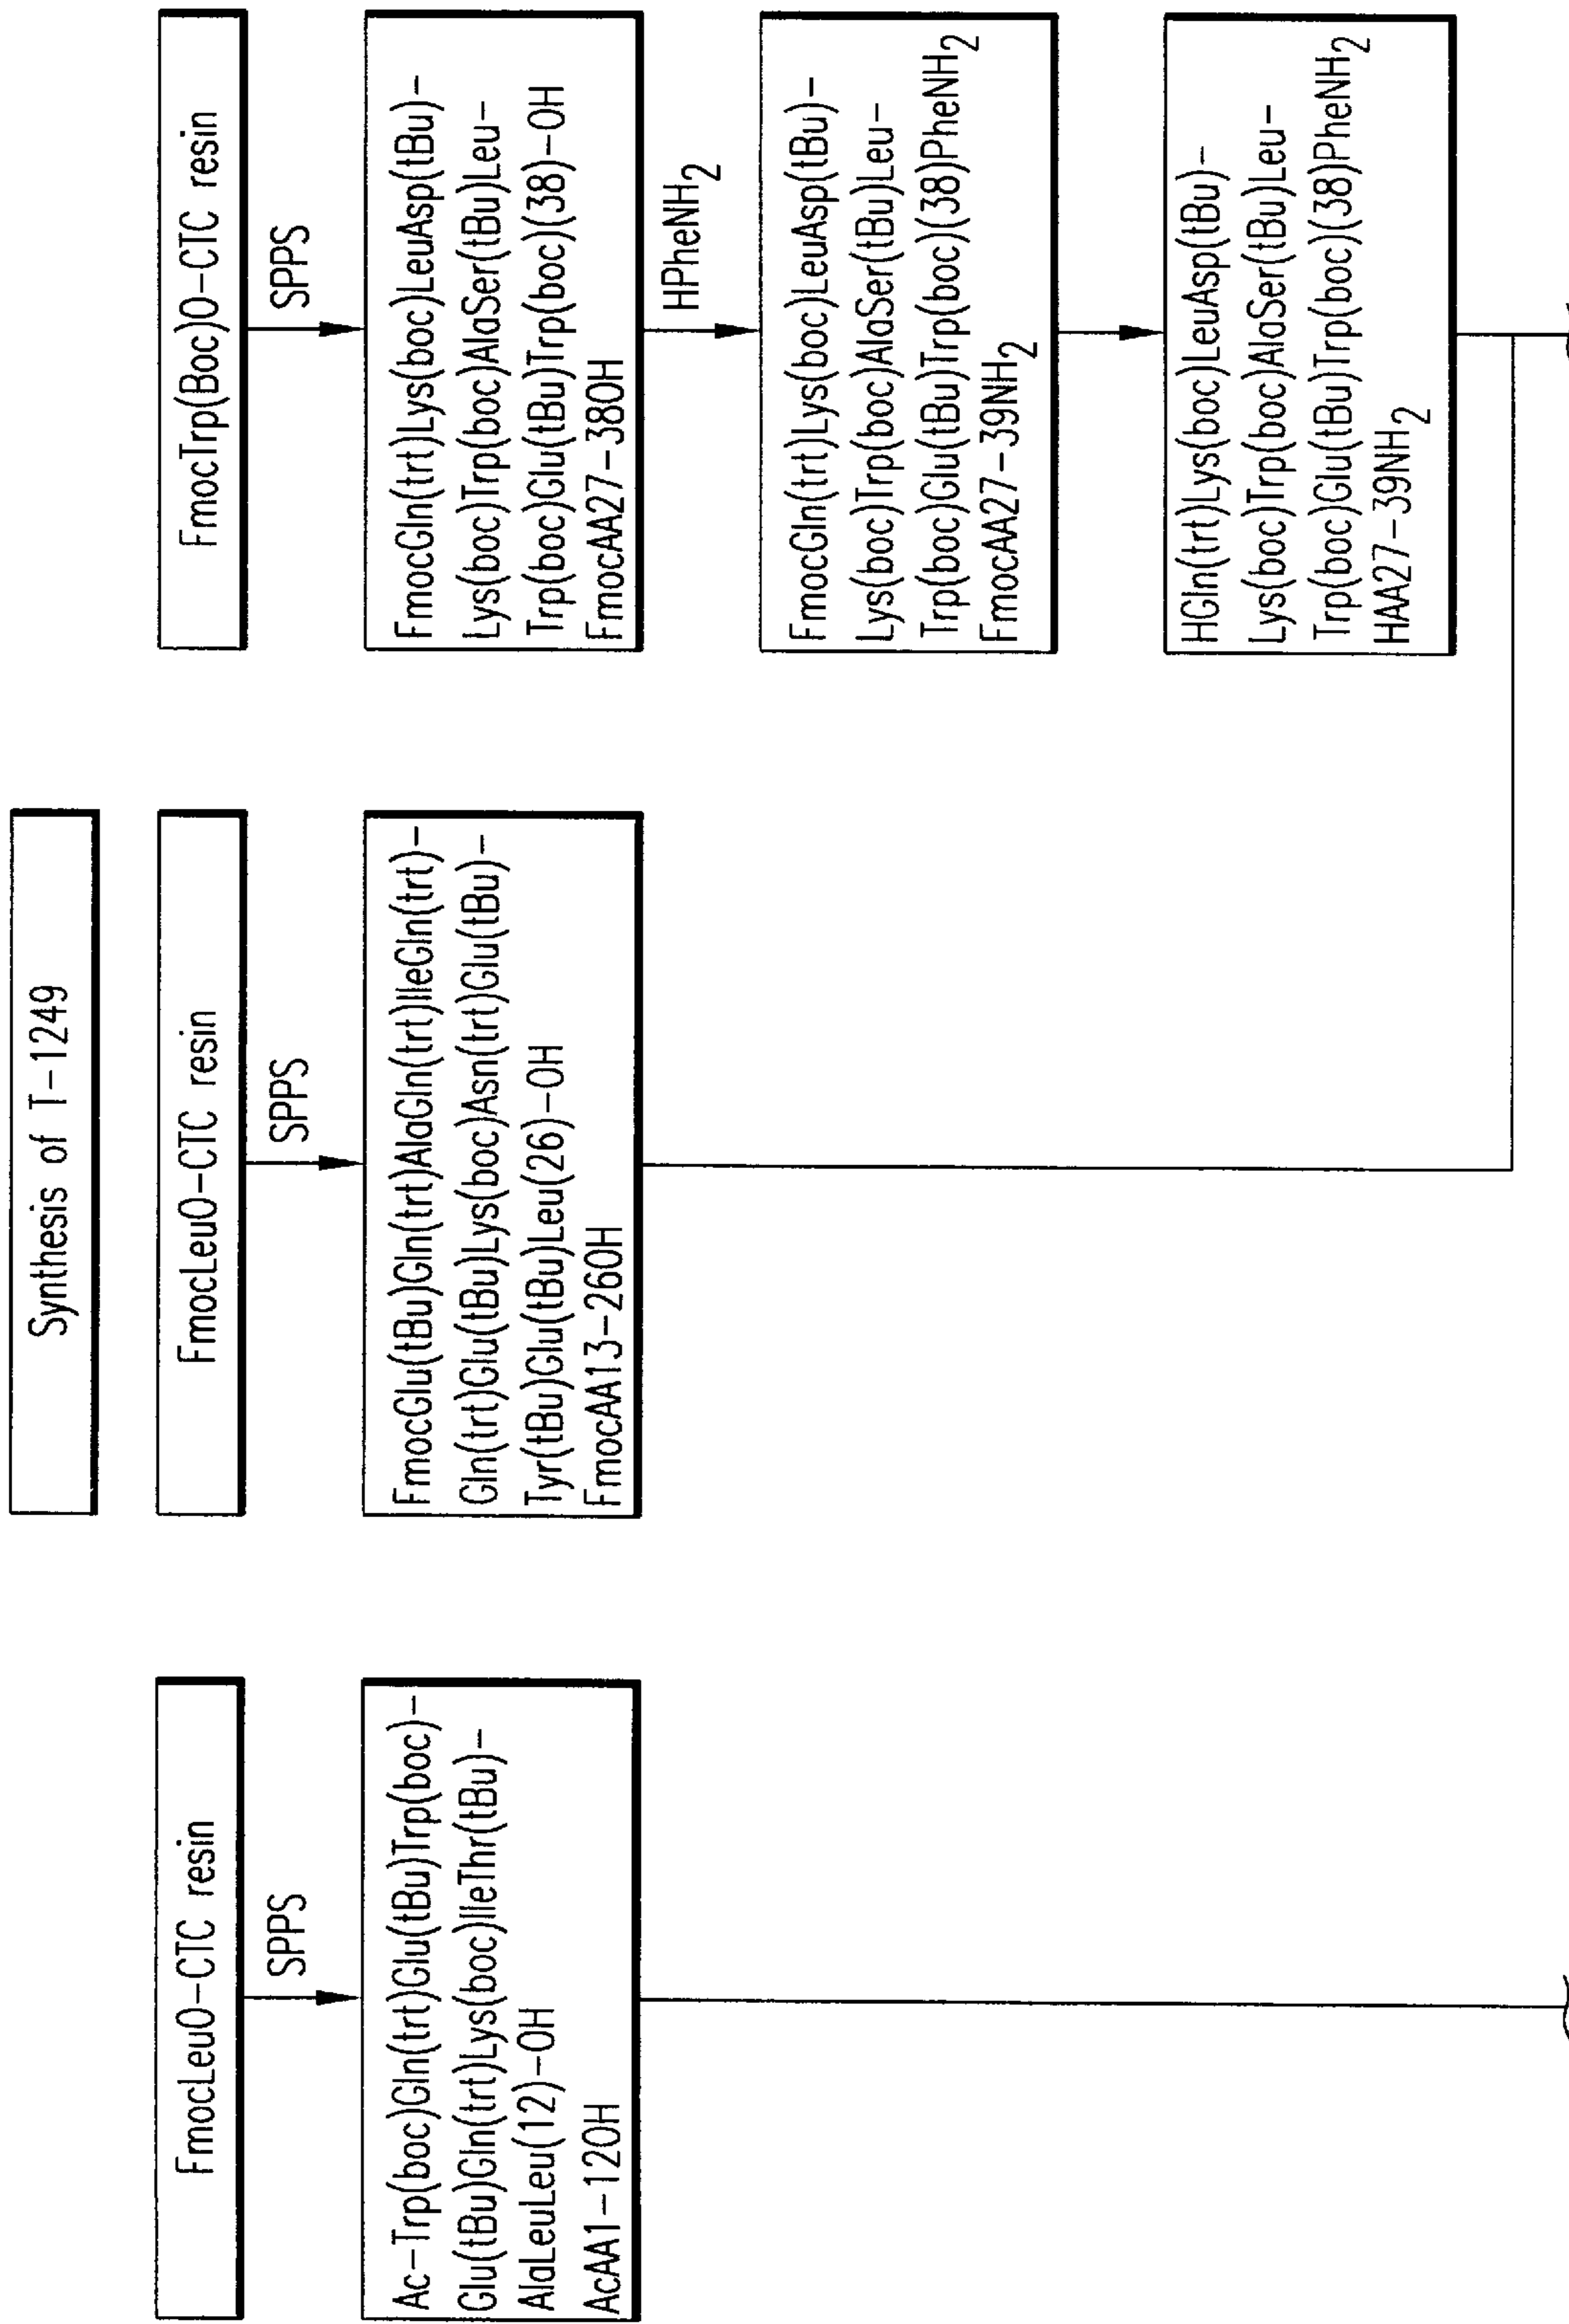 Synthesis of T-1249
FmocLeuO-CTC resin
SPPS
Ac-Trp(boc)Gln(trt)Glu(tBu)Trp(boc)-
Glu(tBu)Gln(trt)Lys(boc)IleThr(tBu)-
AlaLeuLeu(12)-OH
AcAA1-12OH
FmocLeuO-CTC resin
SPPS
FmocGlu(tBu)Gln(trt)AlaGln(trt)IleGln(trt)-
Gln(trt)Glu(tBu)Lys(boc)Asn(trt)Glu(tBu)-
Tyr(tBu)Glu(tBu)Leu(26)-OH
FmocAA13-26OH
FmocTrp(Boc)O-CTC resin
SPPS
FmocGln(trt)Lys(boc)LeuAsp(tBu)-
Lys(boc)Trp(boc)AlaSer(tBu)Leu-
Trp(boc)Glu(tBu)Trp(boc)(38)-OH
FmocAA27-38OH
HPheNH2
FmocGln(trt)Lys(boc)LeuAsp(tBu)-
Lys(boc)Trp(boc)AlaSer(tBu)Leu-
Trp(boc)Glu(tBu)Trp(boc)(38)PheNH2
FmocAA27-39NH2
HGln(trt)Lys(boc)LeuAsp(tBu)-
Lys(boc)Trp(boc)AlaSer(tBu)Leu-
Trp(boc)Glu(tBu)Trp(boc)(38)PheNH2
HAA27-39NH2